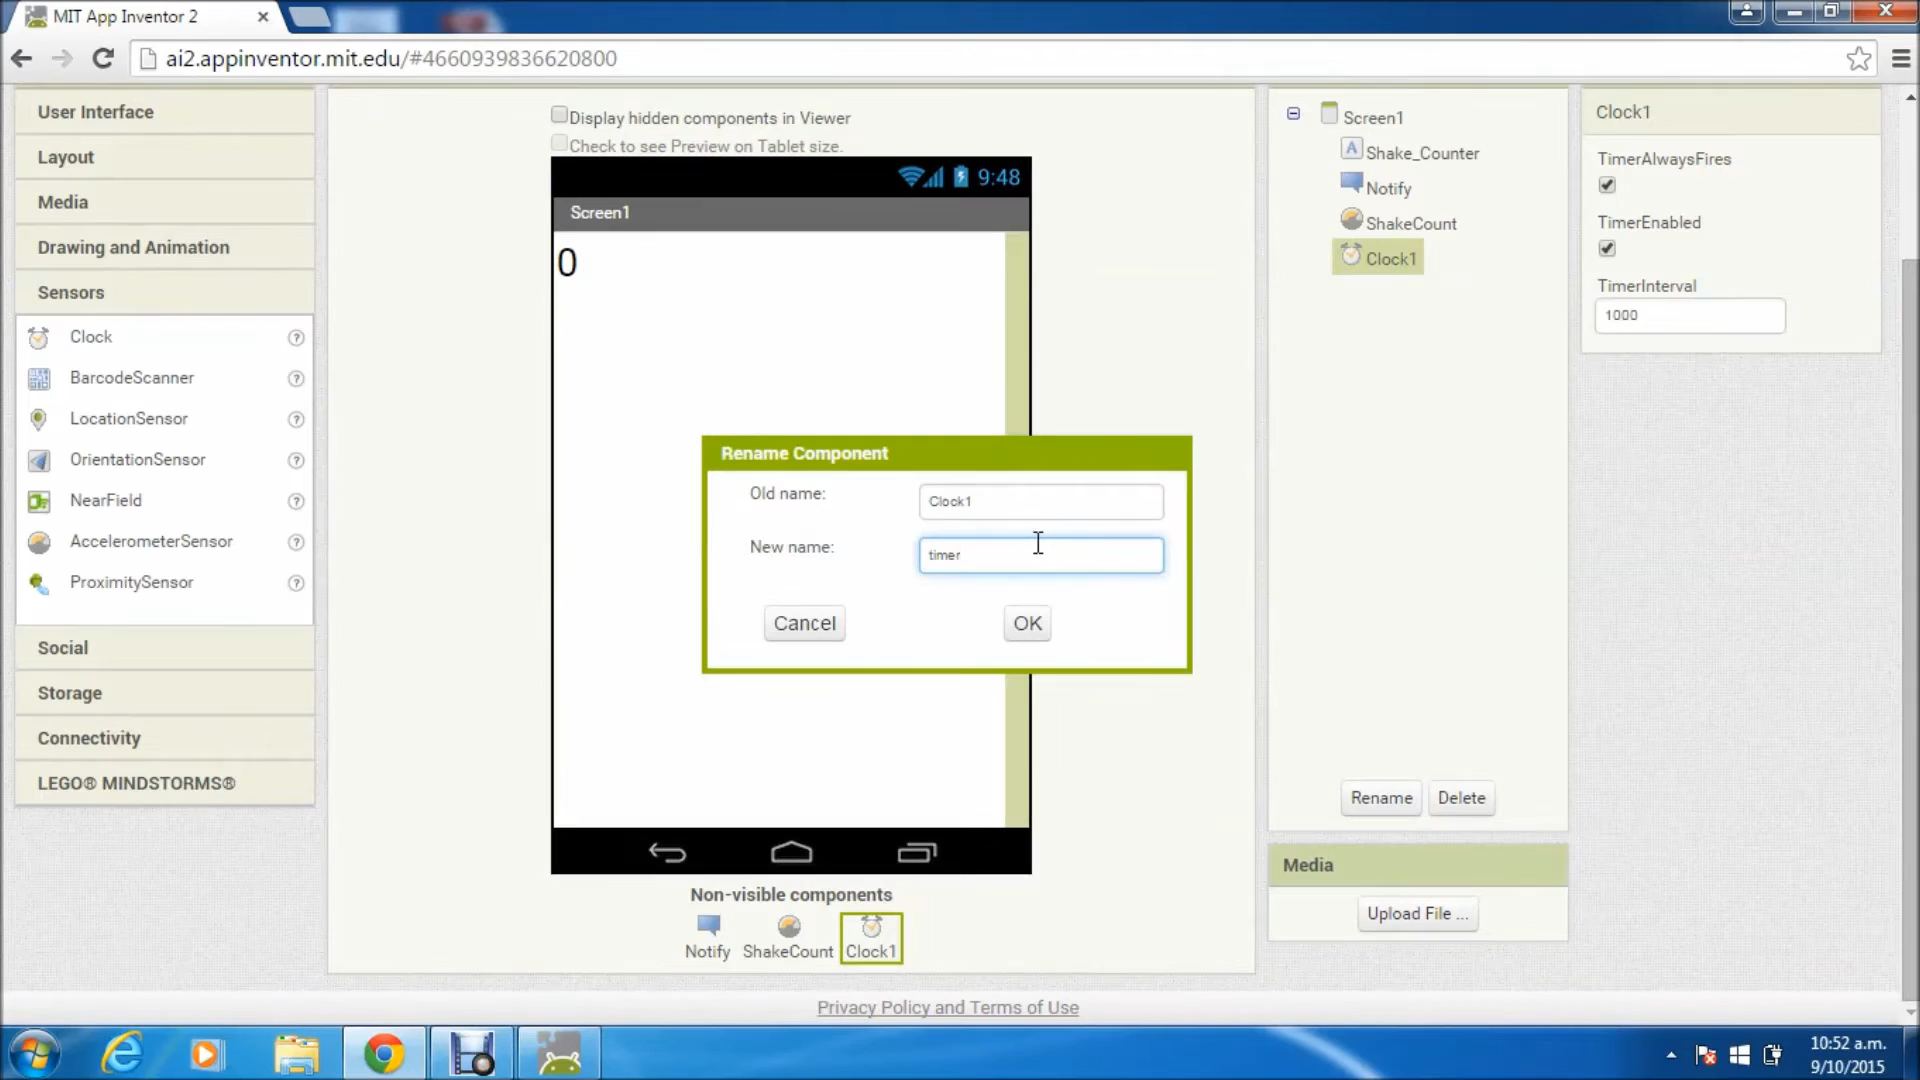 MIT App Inventor 2
ai2.appinventor.mit.edu/#4660939836620800
User Interface
Layout
Media
Drawing and Animation
Sensors
Clock
BarcodeScanner
LocationSensor
OrientationSensor
NearField
AccelerometerSensor
ProximitySensor
Social
Storage
Connectivity
LEGO® MINDSTORMS®
Display hidden components in Viewer
Check to see Preview on Tablet size.
9:48
Screen1
0
Rename Component
Old name:
Clock1
New name:
timer
Cancel
OK
Non-visible components
Notify
ShakeCount
Clock1
Screen1
Shake_Counter
Notify
ShakeCount
Clock1
Rename
Delete
Media
Upload File ...
Clock1
TimerAlwaysFires
TimerEnabled
TimerInterval
1000
Privacy Policy and Terms of Use
10:52 a.m.
9/10/2015